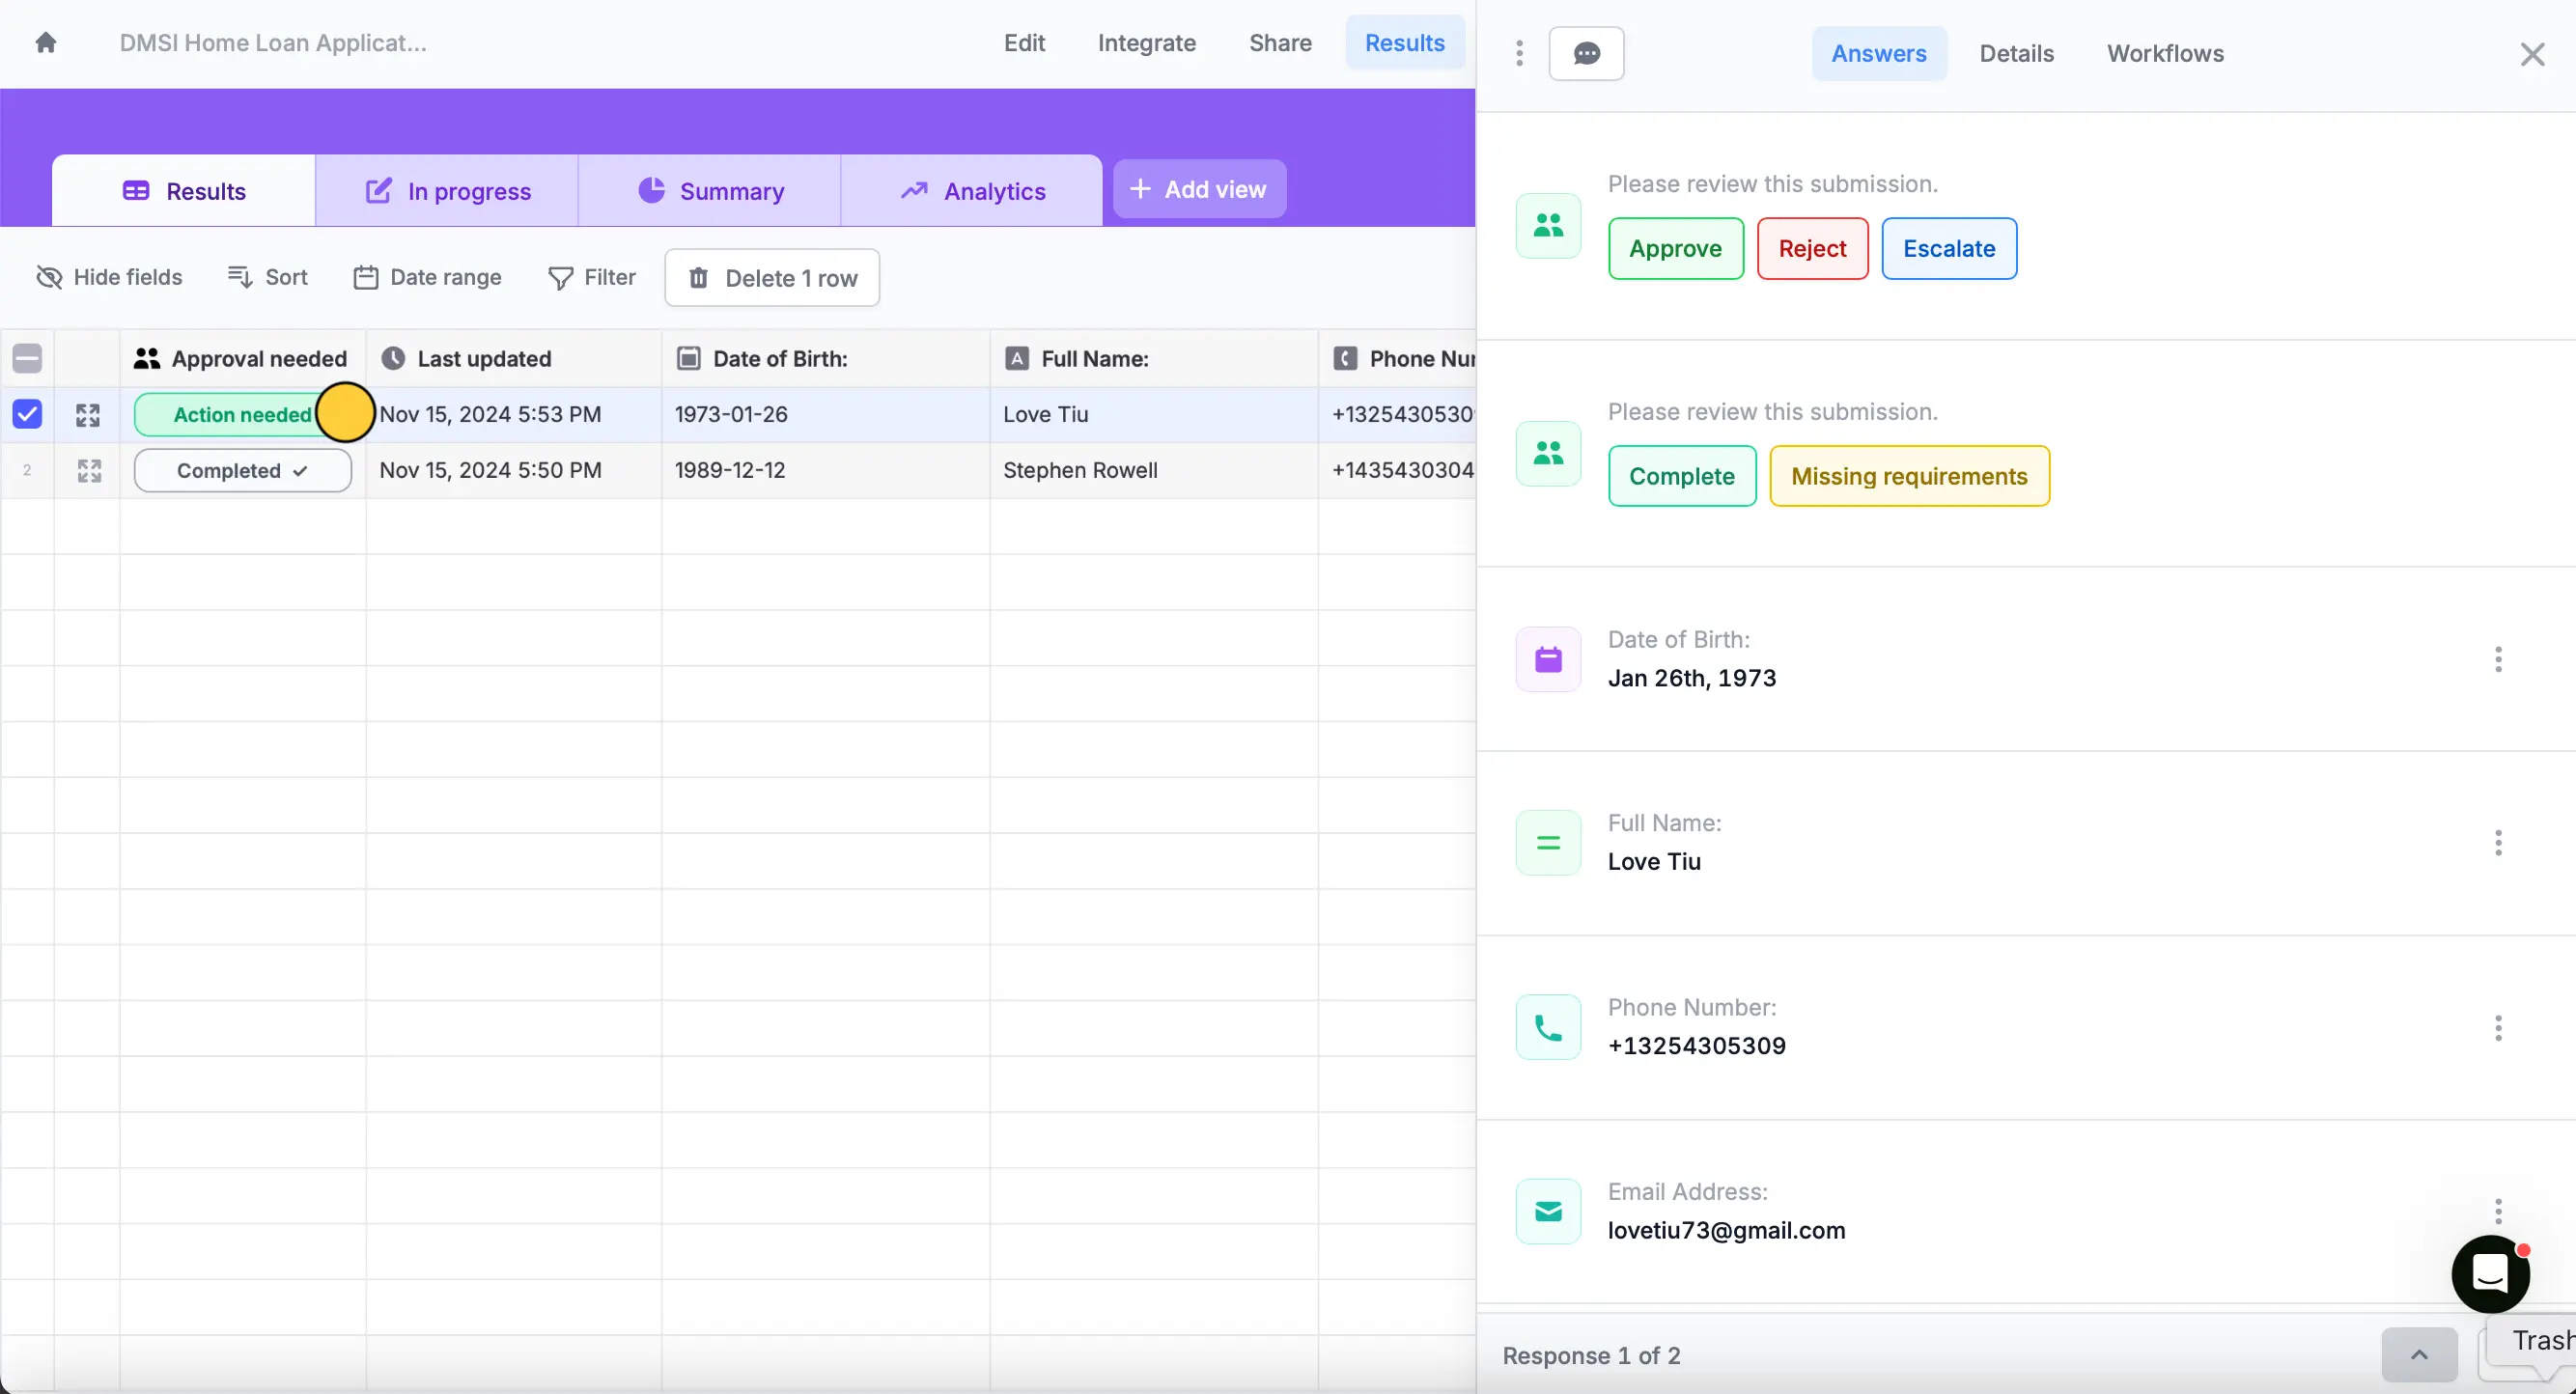 DMSI Home Loan Applicat...
Edit
Integrate
Share
Results
Results
In progress
Summary
Analytics
Add view
Hide fields
Sort
Date range
Filter
Delete 1 row
Approval needed
Last updated
Date of Birth:
Full Name:
Phone Nu
Action needed
Nov 15, 2024 5:53 PM
1973-01-26
Love Tiu
+1325430530
2
Completed
Nov 15, 2024 5:50 PM
1989-12-12
Stephen Rowell
+1435430304
Answers
Details
Workflows
Please review this submission.
Approve
Reject
Escalate
Please review this submission.
Complete
Missing requirements
Date of Birth:
Jan 26th, 1973
Full Name:
Love Tiu
Phone Number:
+13254305309
Email Address:
lovetiu73@gmail.com
Response 1 of 2
Trash